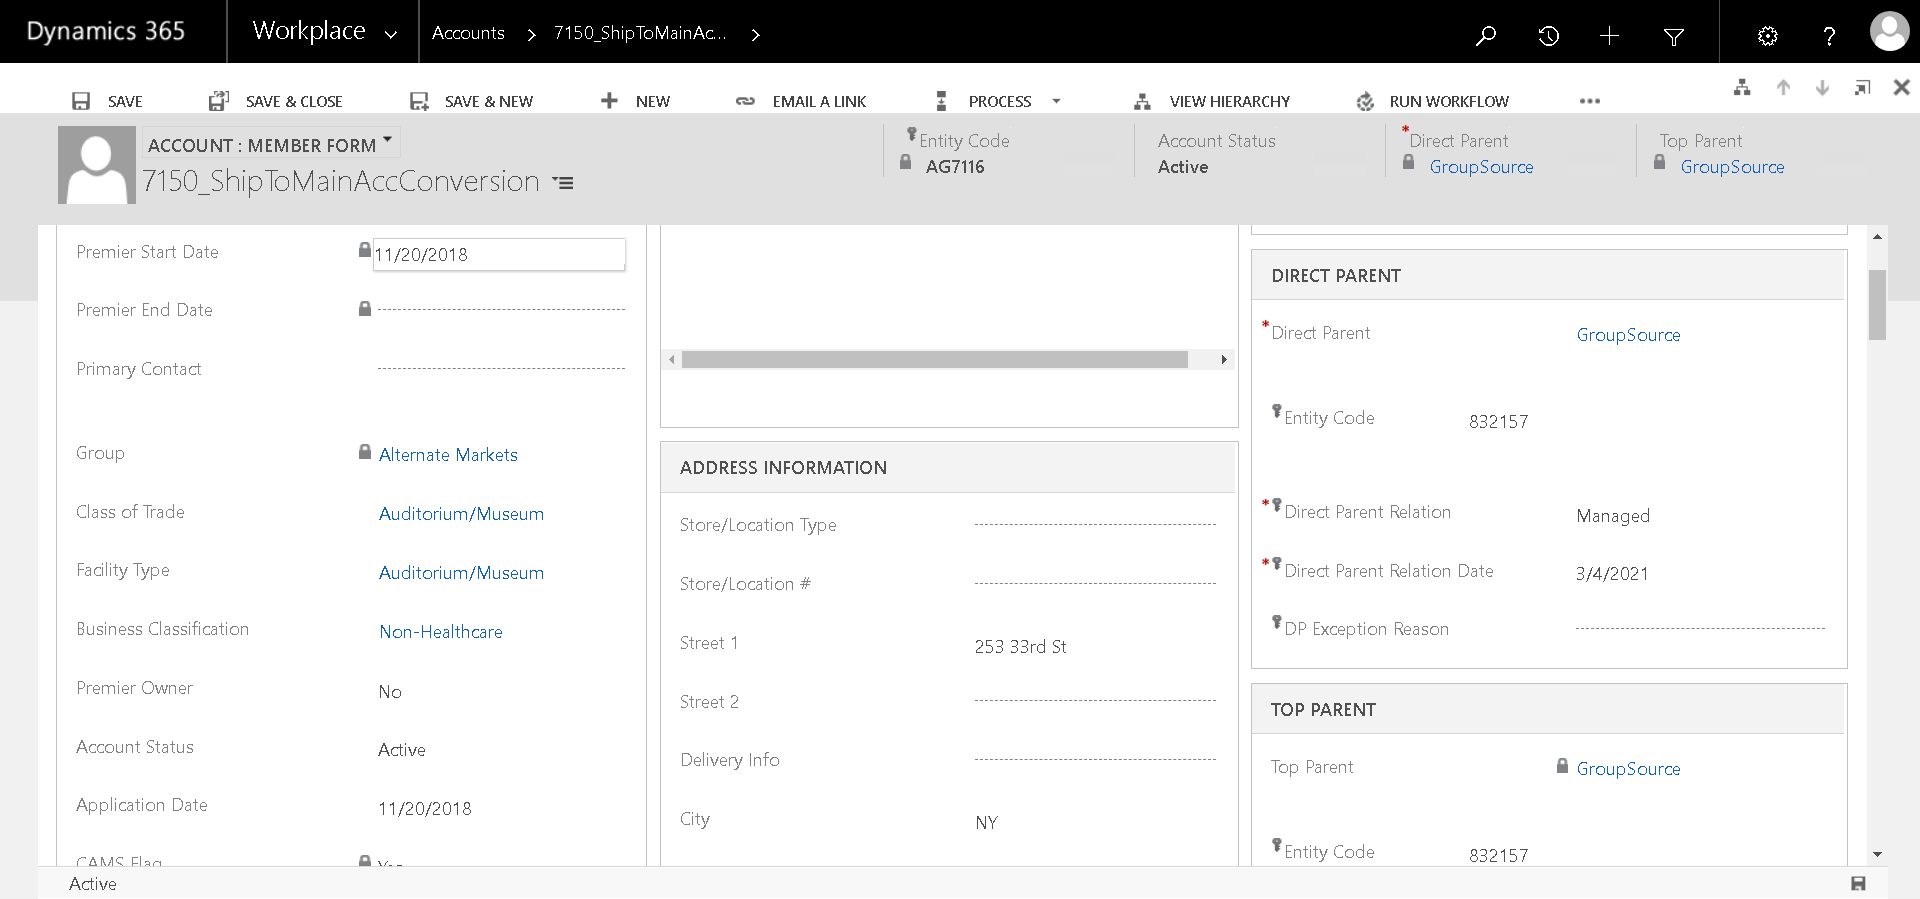 Dynamics 365 Workplace Accounts 7150_ShipToMainAc...
SAVE SAVE & CLOSE SAVE & NEW NEW EMAIL A LINK PROCESS VIEW HIERARCHY RUN WORKFLOW
ACCOUNT : MEMBER FORM
7150_ShipToMainAccConversion
Entity Code
AG7116
Account Status
Active
*Direct Parent
GroupSource
Top Parent
GroupSource
Premier Start Date 11/20/2018
Premier End Date
Primary Contact
Group Alternate Markets
Class of Trade Auditorium/Museum
Facility Type Auditorium/Museum
Business Classification Non-Healthcare
Premier Owner No
Account Status Active
Application Date 11/20/2018
CAMS Flag Yes
ADDRESS INFORMATION
Store/Location Type
Store/Location #
Street 1 253 33rd St
Street 2
Delivery Info
City NY
DIRECT PARENT
*Direct Parent GroupSource
Entity Code 832157
*Direct Parent Relation Managed
*Direct Parent Relation Date 3/4/2021
DP Exception Reason
TOP PARENT
Top Parent GroupSource
Entity Code 832157
Active